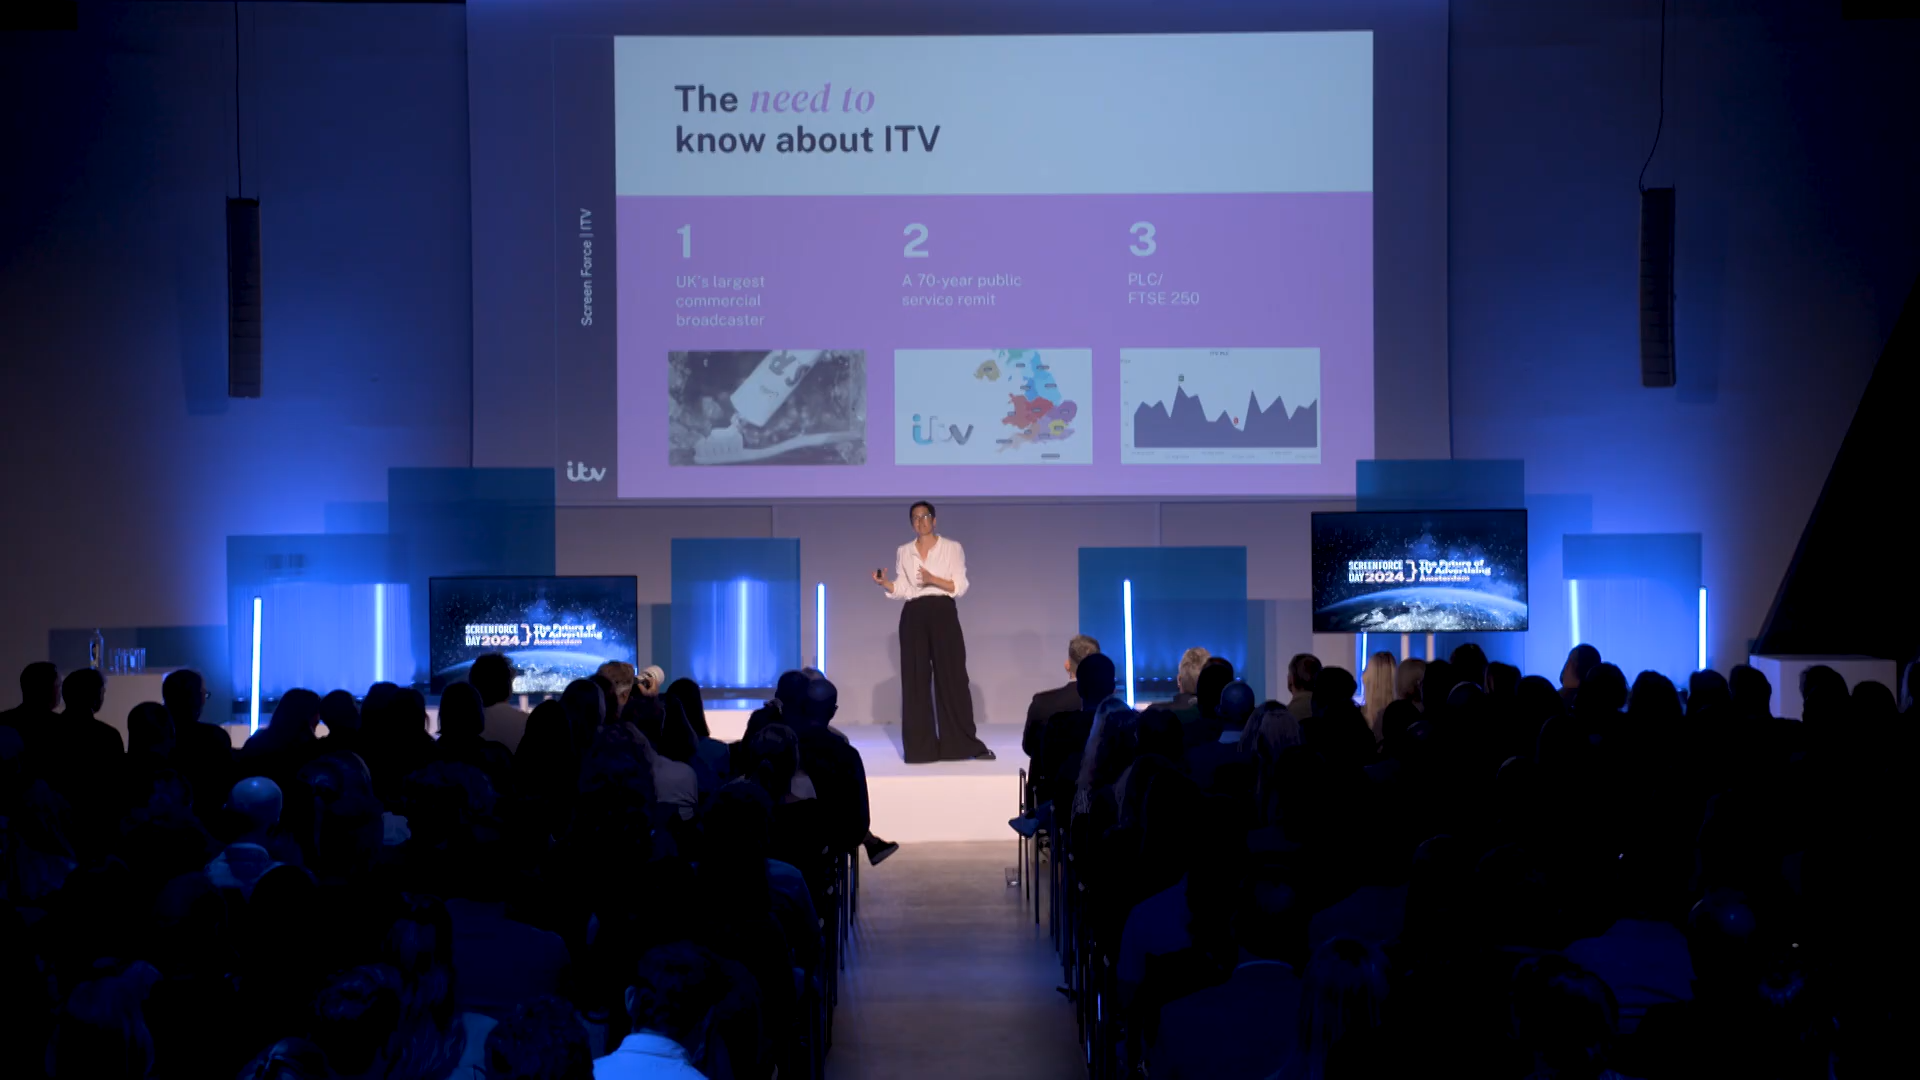 The need to
know about ITV
Screen Force | ITV
1
UK's largest
commercial
broadcaster
2
A 70-year public
service remit
3
PLC/
FTSE 250
itv
itv
SCREENFORCE
DAY 2024
The Future of
TV Advertising
Amsterdam
SCREENFORCE
DAY 2024
The Future of
TV Advertising
Amsterdam